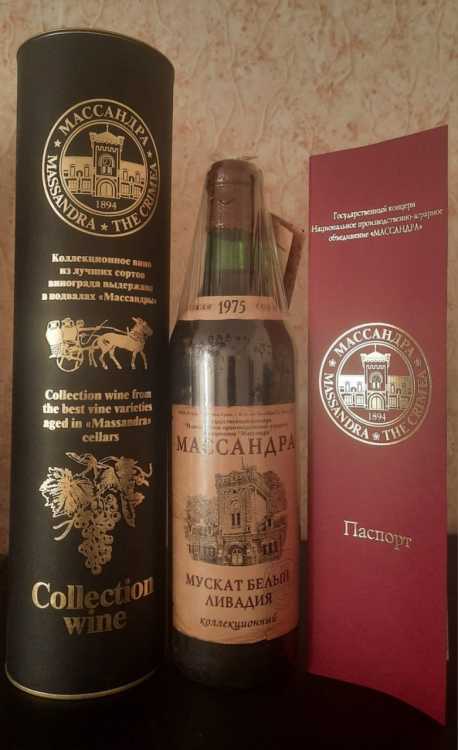 МАССАНДРА
1894
MASSANDRA ★ THE CRIMEA
Коллекционное вино
из лучших сортов
винограда выдержано
в подвалах «Массандры»
Collection wine from
the best vine varieties
aged in «Massandra»
cellars
Collection
wine
1975
МАССАНДРА
МУСКАТ БЕЛЫЙ
ЛИВАДИЯ
коллекционный
Государственный концерн
Национальное производственно-аграрное
объединение «МАССАНДРА»
МАССАНДРА
1894
MASSANDRA ★ THE CRIMEA
Паспорт